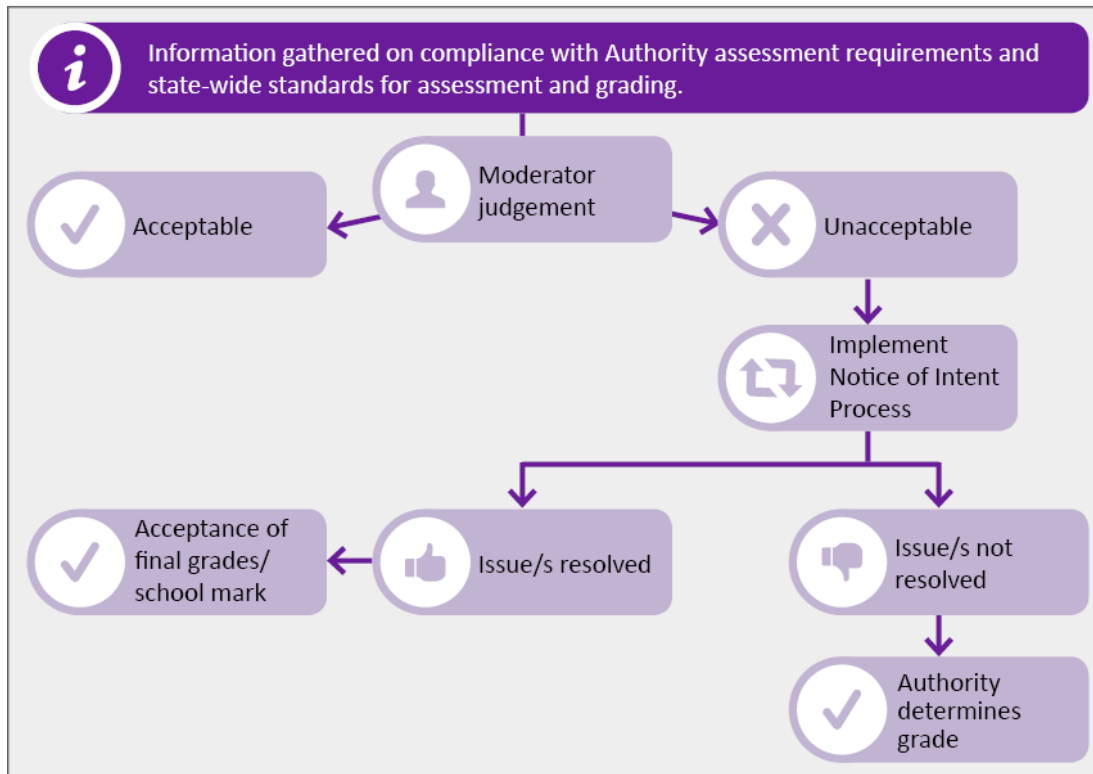 Information gathered on compliance with Authority assessment requirements and
state-wide standards for assessment and grading.
Moderator
judgement
Acceptable
Unacceptable
Implement
Notice of Intent
Process
Acceptance of
final grades/
school mark
Issue/s resolved
Issue/s not
resolved
Authority
determines
grade